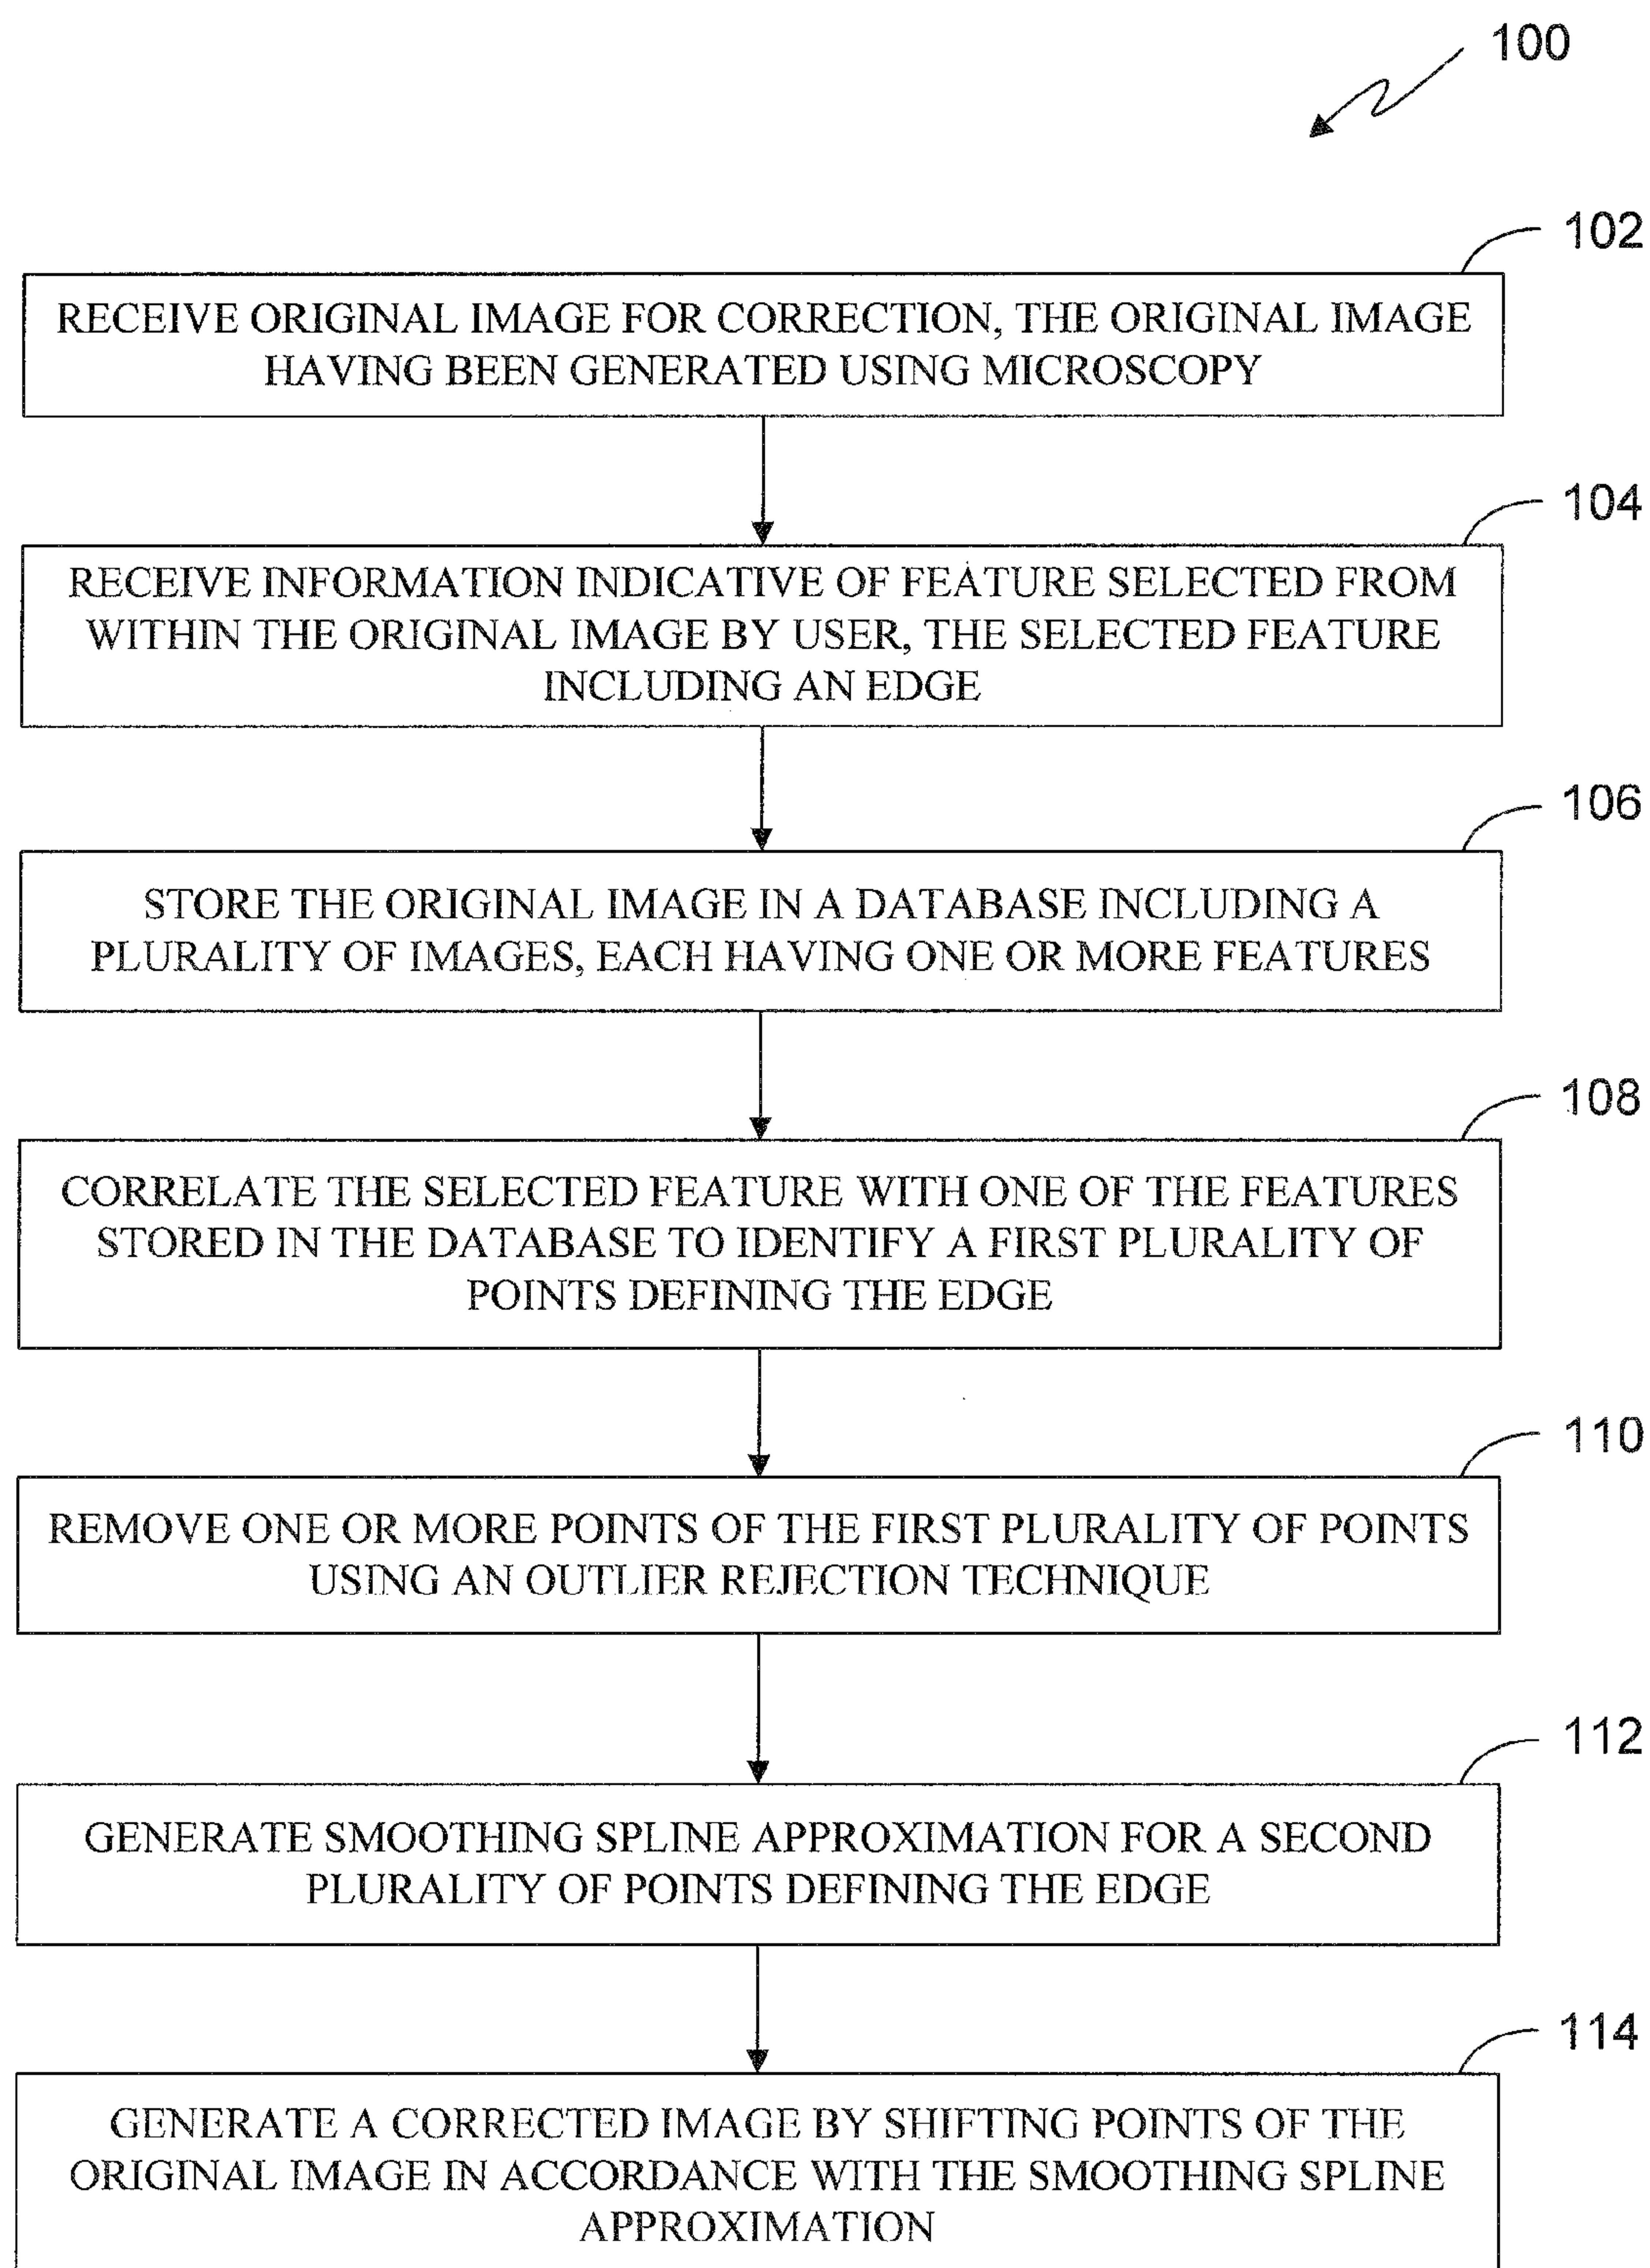 100
102
RECEIVE ORIGINAL IMAGE FOR CORRECTION, THE ORIGINAL IMAGE
HAVING BEEN GENERATED USING MICROSCOPY
104
RECEIVE INFORMATION INDICATIVE OF FEATURE SELECTED FROM
WITHIN THE ORIGINAL IMAGE BY USER, THE SELECTED FEATURE
INCLUDING AN EDGE
106
STORE THE ORIGINAL IMAGE IN A DATABASE INCLUDING A
PLURALITY OF IMAGES, EACH HAVING ONE OR MORE FEATURES
108
CORRELATE THE SELECTED FEATURE WITH ONE OF THE FEATURES
STORED IN THE DATABASE TO IDENTIFY A FIRST PLURALITY OF
POINTS DEFINING THE EDGE
110
REMOVE ONE OR MORE POINTS OF THE FIRST PLURALITY OF POINTS
USING AN OUTLIER REJECTION TECHNIQUE
112
GENERATE SMOOTHING SPLINE APPROXIMATION FOR A SECOND
PLURALITY OF POINTS DEFINING THE EDGE
114
GENERATE A CORRECTED IMAGE BY SHIFTING POINTS OF THE
ORIGINAL IMAGE IN ACCORDANCE WITH THE SMOOTHING SPLINE
APPROXIMATION